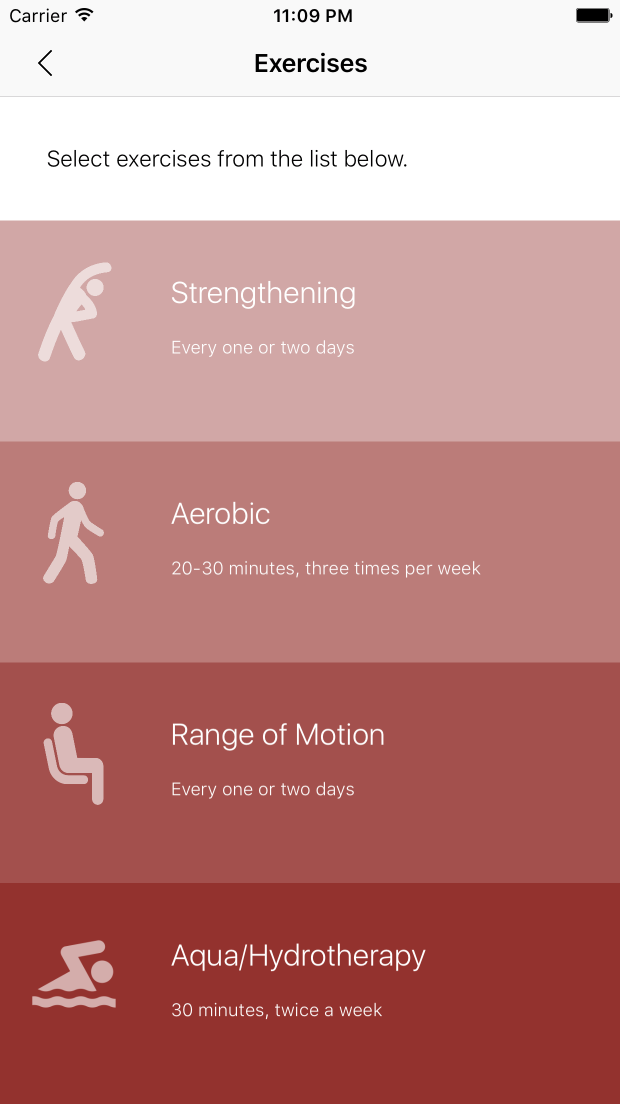 Carrier 11:09 PM
Exercises
Select exercises from the list below.
Strengthening
Every one or two days
Aerobic
20-30 minutes, three times per week
Range of Motion
Every one or two days
Aqua/Hydrotherapy
30 minutes, twice a week